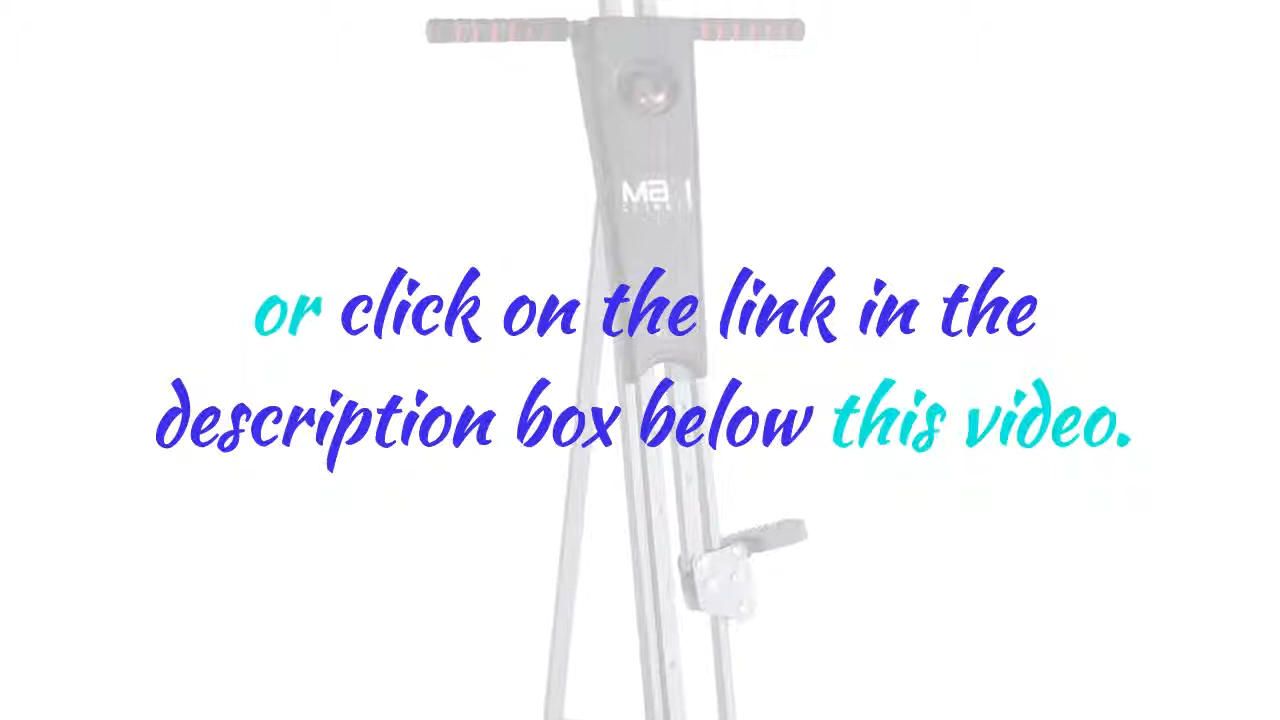 or click on the link in the
description box below this video.